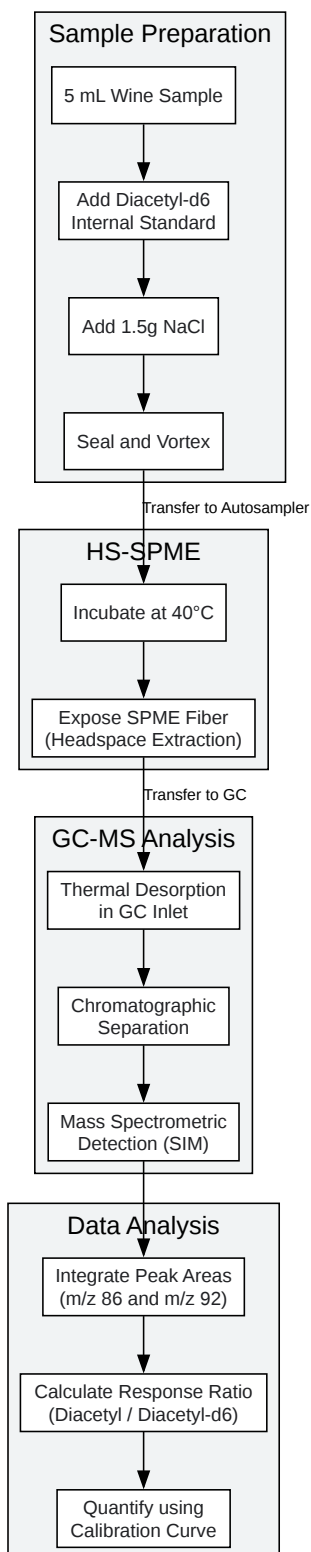 Sample Preparation
5 mL Wine Sample
Add Diacetyl-d6
Internal Standard
Add 1.5g NaCl
Seal and Vortex
Transfer to Autosampler
HS-SPME
Incubate at 40°C
Expose SPME Fiber
(Headspace Extraction)
Transfer to GC
GC-MS Analysis
Thermal Desorption
in GC Inlet
Chromatographic
Separation
Mass Spectrometric
Detection (SIM)
Data Analysis
Integrate Peak Areas
(m/z 86 and m/z 92)
Calculate Response Ratio
(Diacetyl / Diacetyl-d6)
Quantify using
Calibration Curve